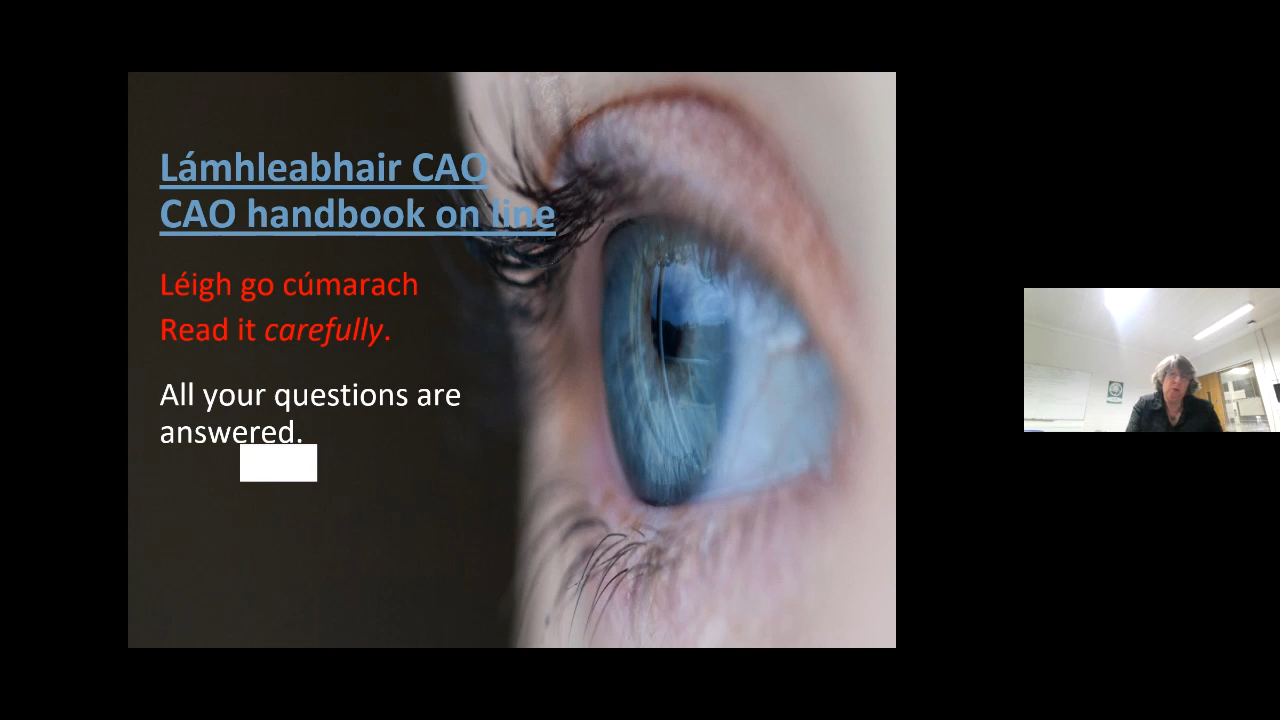 Lámhleabhair CAO
CAO handbook on line
Léigh go cúmarach
Read it carefully.
All your questions are
answered.